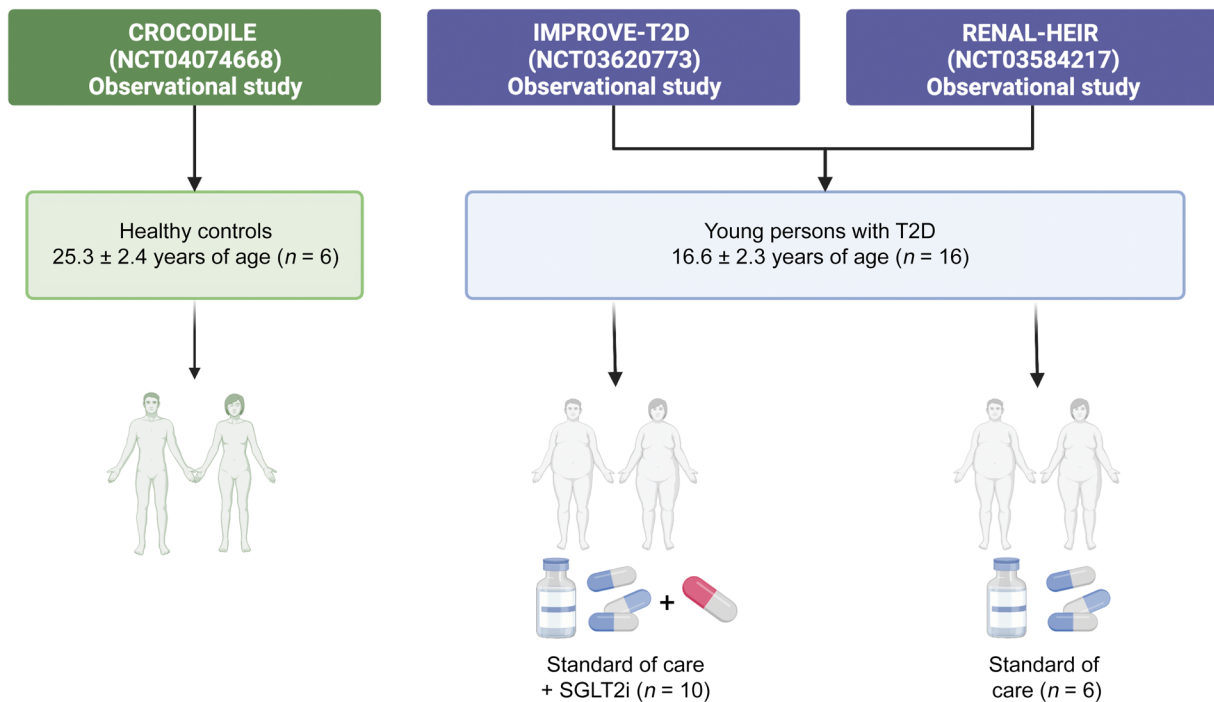 CROCODILE
(NCT04074668)
Observational study
IMPROVE-T2D
(NCT03620773)
Observational study
RENAL-HEIR
(NCT03584217)
Observational study
Healthy controls
25.3 ± 2.4 years of age (n = 6)
Young persons with T2D
16.6 ± 2.3 years of age (n = 16)
+
Standard of care
+ SGLT2i (n = 10)
Standard of
care (n = 6)